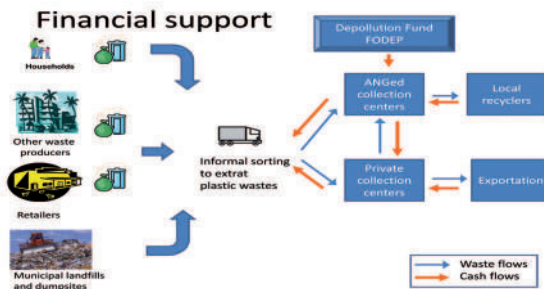 Financial support
Households
Other waste
producers
Retailers
Municipal landfills
and dumpsites
Informal sorting
to extrat
plastic wastes
Depollution Fund
FODEP
ANGed
collection
centers
Local
recyclers
Private
collection
centers
Exportation
Waste flows
Cash flows